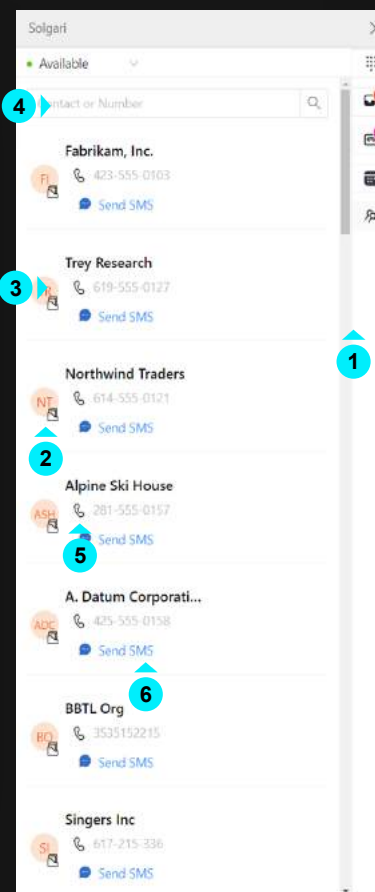 Solgari
Available
4
Contact or Number
Fabrikam, Inc.
FI
423-555-0103
Send SMS
Trey Research
3
619-555-0127
Send SMS
1
Northwind Traders
NT
614-555-0121
Send SMS
2
Alpine Ski House
ASH
281-555-0157
Send SMS
5
A. Datum Corporati...
ADC
425-555-0158
Send SMS
6
BBTL Org
BO
3535152215
Send SMS
Singers Inc
SI
617-215-336
Send SMS